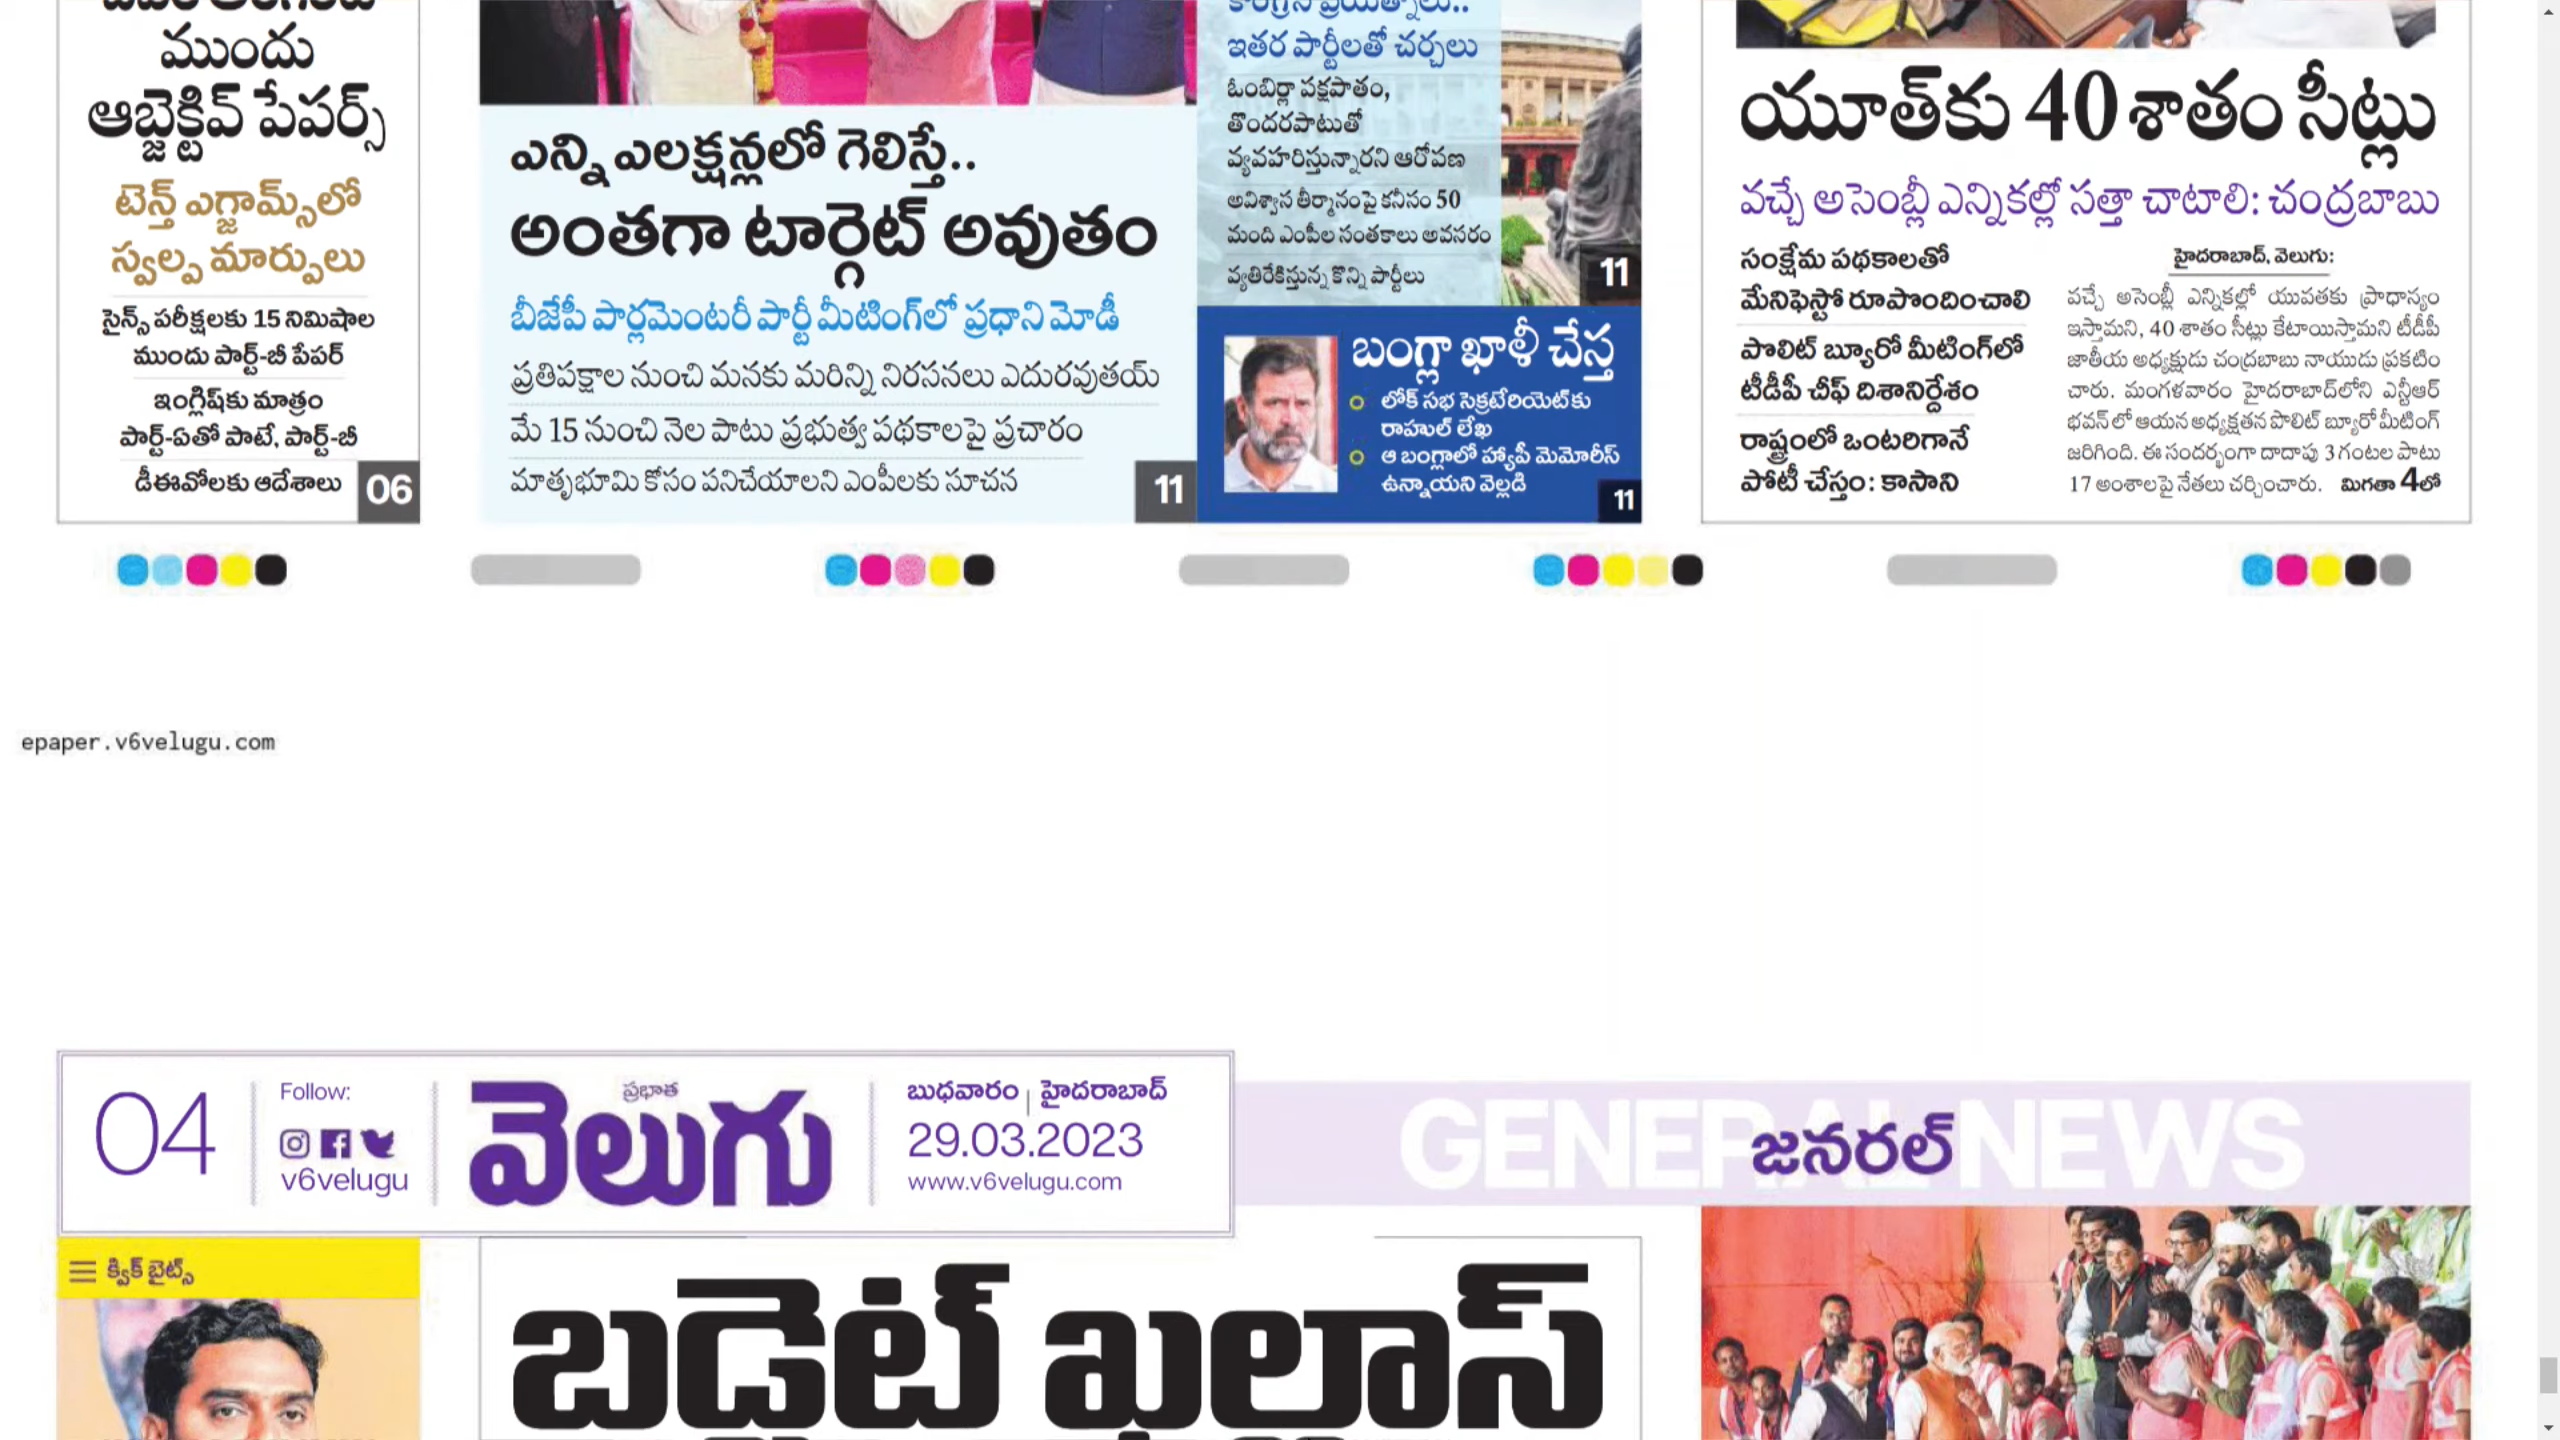 ముందు
ఆబ్జెక్టివ్ పేపర్స్
టెన్త్ ఎగ్జామ్స్‌లో
స్వల్ప మార్పులు
సైన్స్ పరీక్షలకు 15 నిమిషాల
ముందు పార్ట్-బీ పేపర్
ఇంగ్లిష్‌కు మాత్రం
పార్ట్-ఏతో పాటే, పార్ట్-బీ
డీఈవోలకు ఆదేశాలు
06
ఎన్ని ఎలక్షన్లలో గెలిస్తే..
అంతగా టార్గెట్ అవుతం
బీజేపీ పార్లమెంటరీ పార్టీ మీటింగ్‌లో ప్రధాని మోడీ
ప్రతిపక్షాల నుంచి మనకు మరిన్ని నిరసనలు ఎదురవుతయ్
మే 15 నుంచి నెల పాటు ప్రభుత్వ పథకాలపై ప్రచారం
మాతృభూమి కోసం పనిచేయాలని ఎంపీలకు సూచన
11
ఇతర పార్టీలతో చర్చలు
ఓంబిర్లా పక్షపాతం,
తొందరపాటుతో
వ్యవహరిస్తున్నారని ఆరోపణ
అవిశ్వాస తీర్మానంపై కనీసం 50
మంది ఎంపీల సంతకాలు అవసరం
వ్యతిరేకిస్తున్న కొన్ని పార్టీలు
11
బంగ్లా ఖాళీ చేస్త
లోక్ సభ సెక్రటేరియెట్‌కు
రాహుల్ లేఖ
ఆ బంగ్లాలో హ్యాపీ మెమోరీస్
ఉన్నాయని వెల్లడి
11
యూత్‌కు 40 శాతం సీట్లు
వచ్చే అసెంబ్లీ ఎన్నికల్లో సత్తా చాటాలి: చంద్రబాబు
సంక్షేమ పథకాలతో
మేనిఫెస్టో రూపొందించాలి
పొలిట్ బ్యూరో మీటింగ్‌లో
టీడీపీ చీఫ్ దిశానిర్దేశం
రాష్ట్రంలో ఒంటరిగానే
పోటీ చేస్తం: కాసాని
హైదరాబాద్, వెలుగు:
వచ్చే అసెంబ్లీ ఎన్నికల్లో యువతకు ప్రాధాన్యం
ఇస్తామని, 40 శాతం సీట్లు కేటాయిస్తామని టీడీపీ
జాతీయ అధ్యక్షుడు చంద్రబాబు నాయుడు ప్రకటిం
చారు. మంగళవారం హైదరాబాద్‌లోని ఎన్టీఆర్
భవన్ లో ఆయన అధ్యక్షతన పొలిట్ బ్యూరో మీటింగ్
జరిగింది. ఈ సందర్భంగా దాదాపు 3 గంటల పాటు
17 అంశాలపై నేతలు చర్చించారు. మిగతా 4లో
epaper.v6velugu.com
04
Follow:
v6velugu
ప్రభాత
వెలుగు
బుధవారం | హైదరాబాద్
29.03.2023
www.v6velugu.com
GENERAL NEWS
జనరల్
క్విక్ బైట్స్
బడ్జెట్ ఖల్లాస్